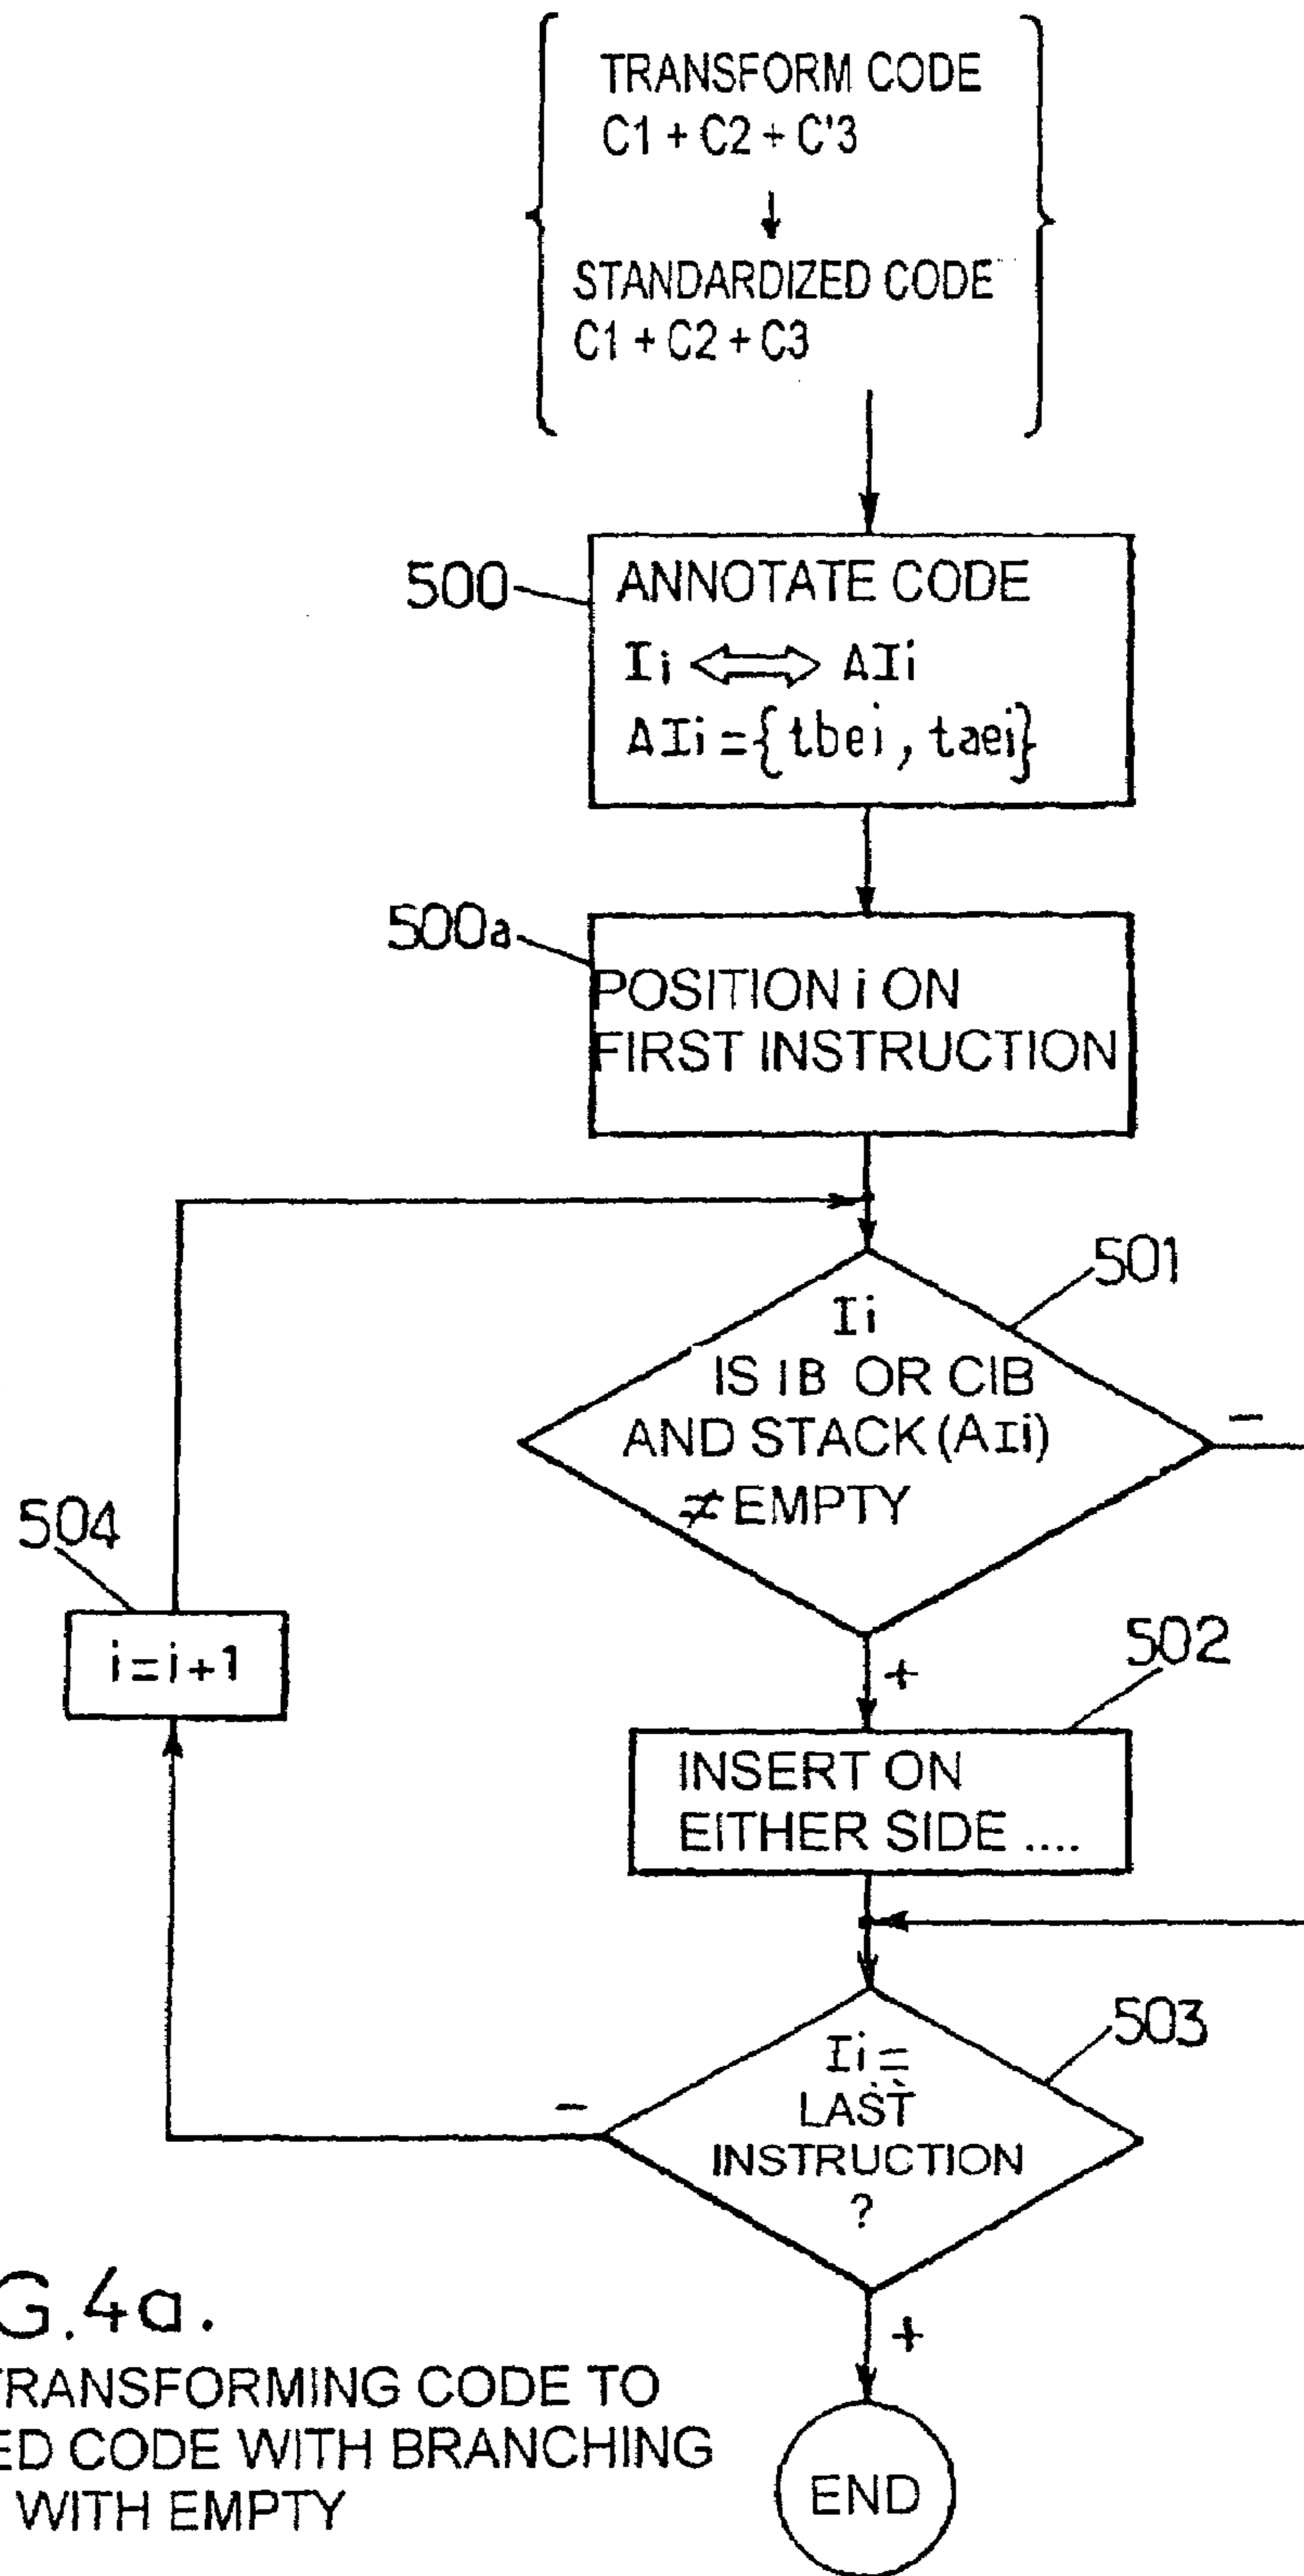 TRANSFORM CODE
C1 + C2 + C'3
↓
STANDARDIZED CODE
C1 + C2 + C3
500
ANNOTATE CODE
Ii ⟺ AIi
AIi = {tbei, taei}
500a
POSITION i ON
FIRST INSTRUCTION
501
Ii
IS IB OR CIB
AND STACK (AIi)
≠ EMPTY
-
504
i=i+1
+
502
INSERT ON
EITHER SIDE ....
503
Ii =
LAST
INSTRUCTION
?
-
+
END
G.4a.
TRANSFORMING CODE TO
ED CODE WITH BRANCHING
WITH EMPTY